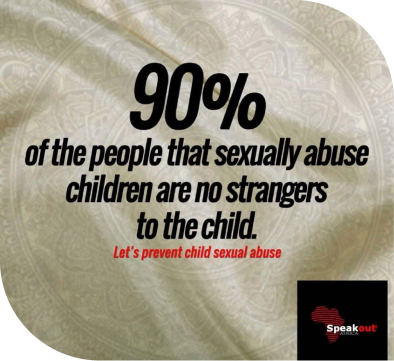 90%
of the people that sexually abuse
children are no strangers
to the child.
Let's prevent child sexual abuse
Speakout
AFRICA